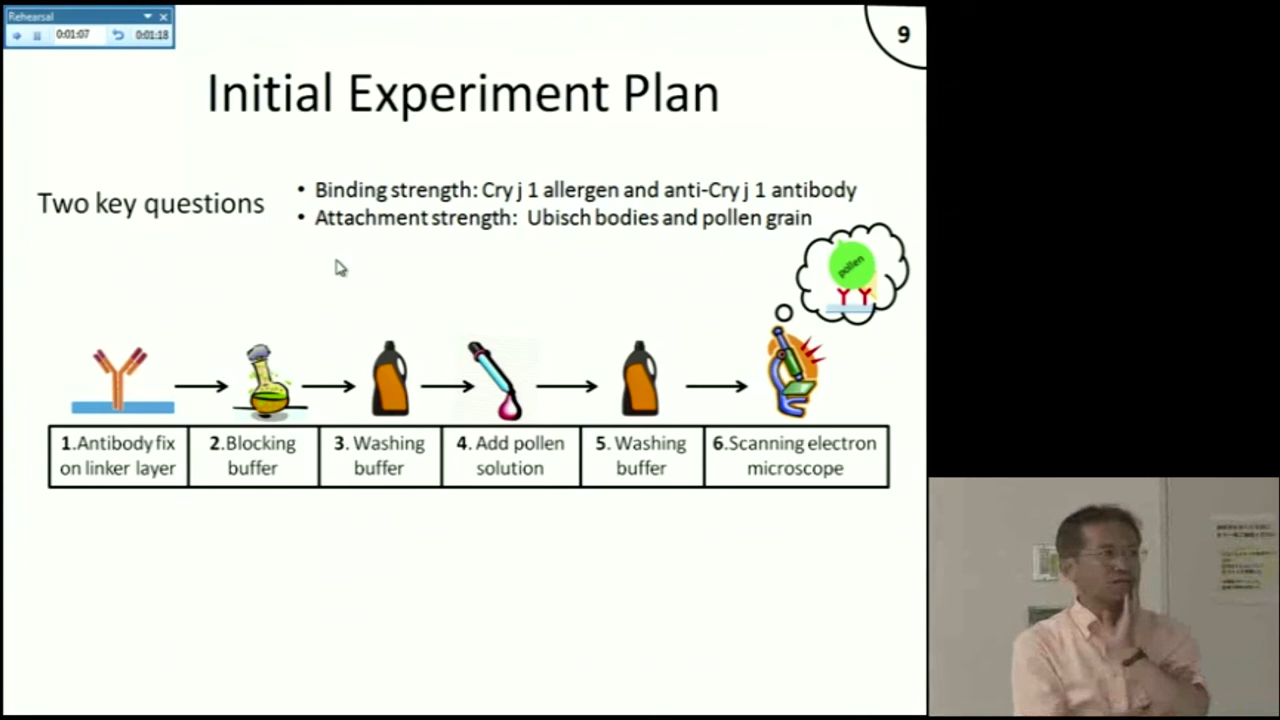 Rehearsal
0:01:07
0:01:18
9
Initial Experiment Plan
Two key questions
• Binding strength: Cry j 1 allergen and anti-Cry j 1 antibody
• Attachment strength: Ubisch bodies and pollen grain
pollen
1.Antibody fix
on linker layer
2.Blocking
buffer
3. Washing
buffer
4. Add pollen
solution
5. Washing
buffer
6.Scanning electron
microscope